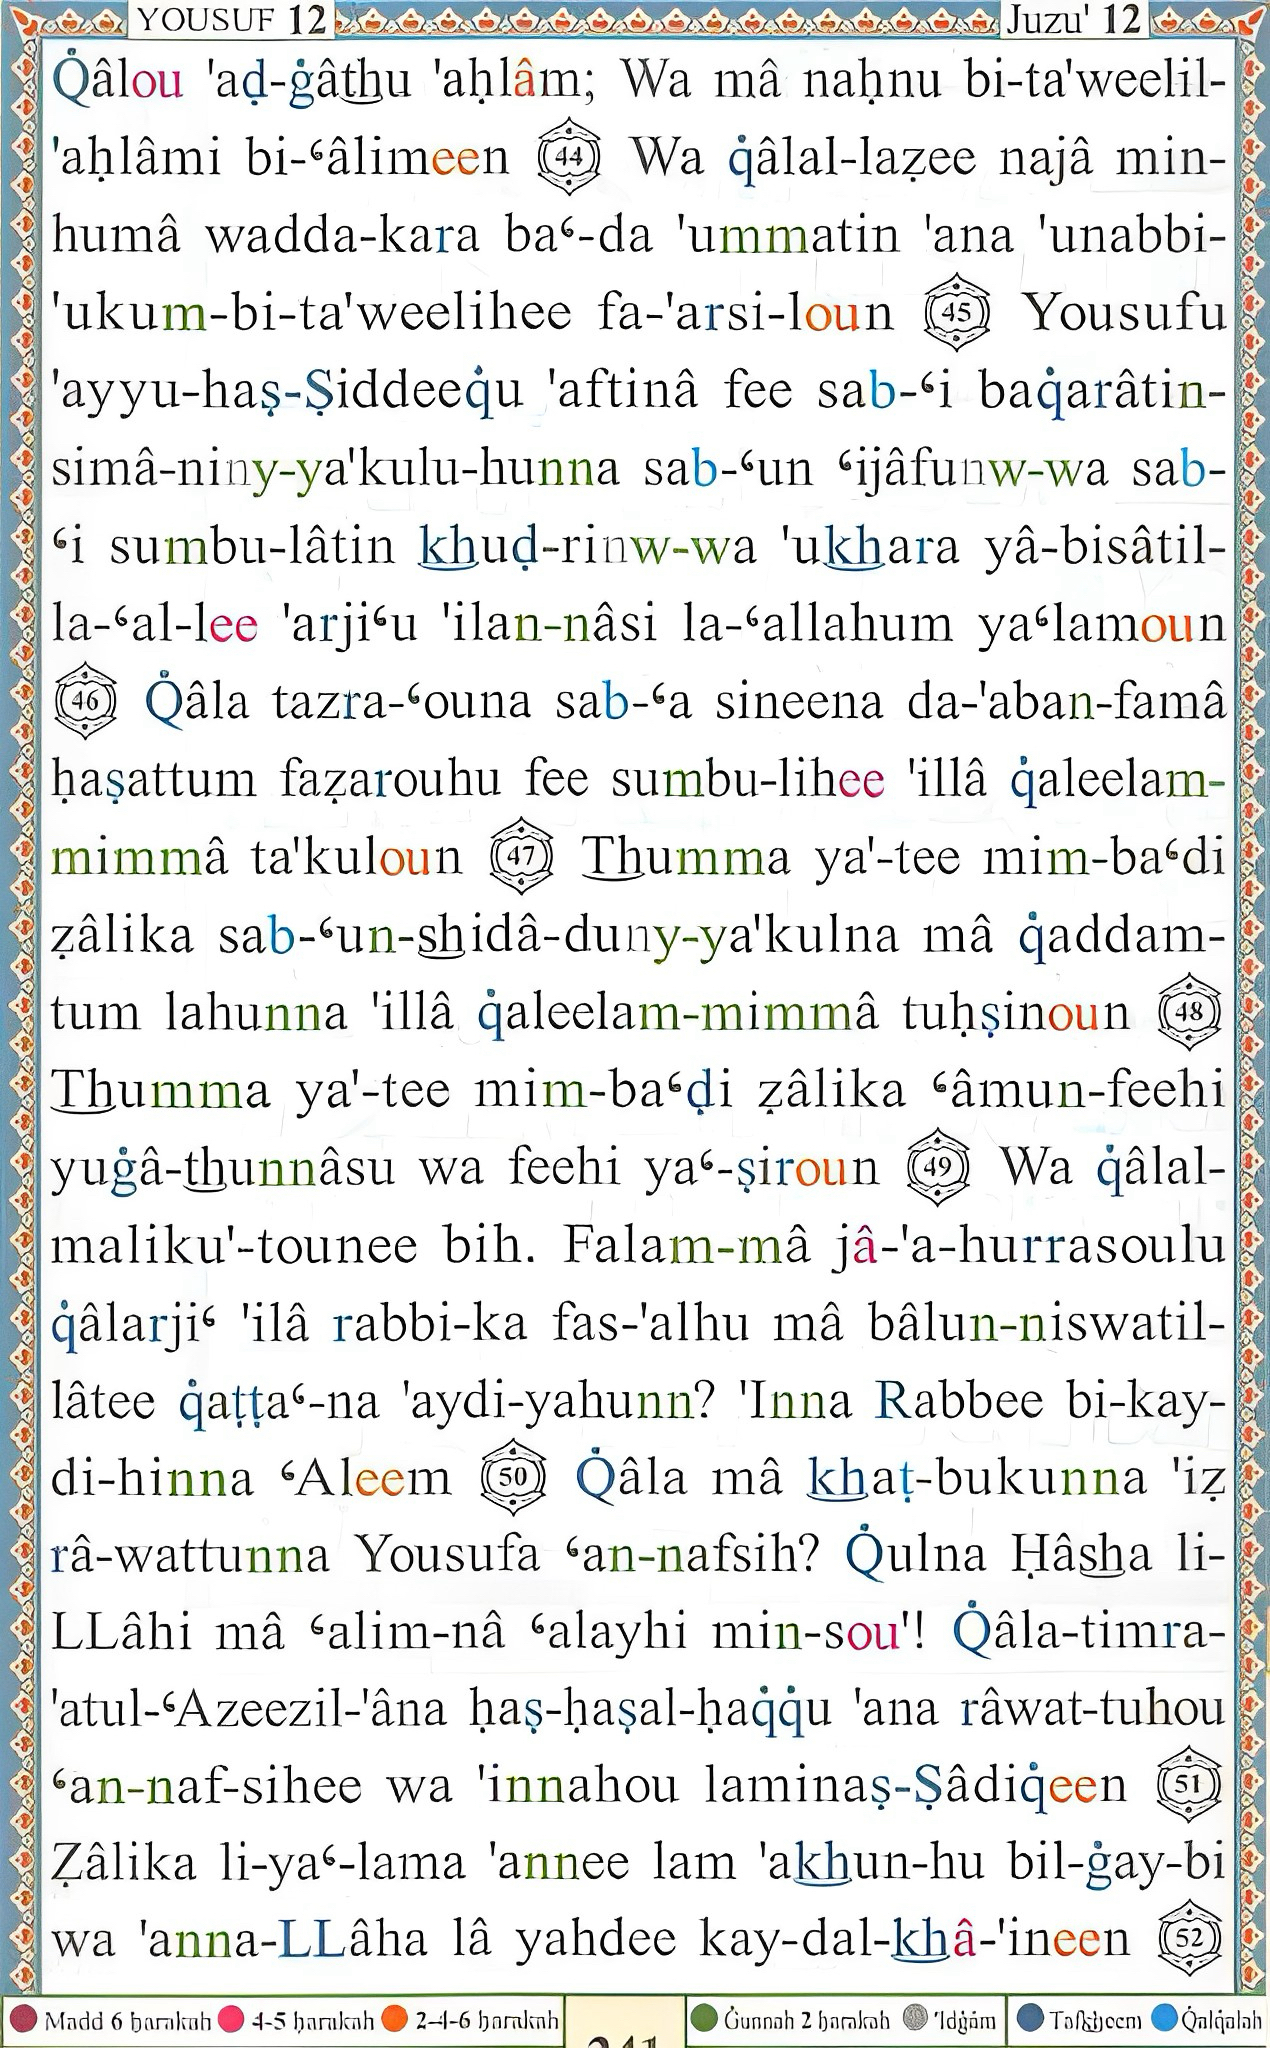 YOUSUF 12 Juzu' 12
Q̇âlou 'aḍ-ġâthu 'aḥlâm; Wa mâ naḥnu bi-ta'weelil-
'aḥlâmi bi-ʿâlimeen 44 Wa q̇âlal-laẓee najâ min-
humâ wadda-kara baʿ-da 'ummatin 'ana 'unabbi-
'ukum-bi-ta'weelihee fa-'arsi-loun 45 Yousufu
'ayyu-haṣ-Ṣiddeeq̇u 'aftinâ fee sab-ʿi baq̇arâtin-
simâ-niny-ya'kulu-hunna sab-ʿun ʿijâfunw-wa sab-
ʿi sumbu-lâtin khuḍ-rinw-wa 'ukhara yâ-bisâtil-
la-ʿal-lee 'arjiʿu 'ilan-nâsi la-ʿallahum yaʿlamoun
46 Q̇âla tazra-ʿouna sab-ʿa sineena da-'aban-famâ
ḥaṣattum faẓarouhu fee sumbu-lihee 'illâ q̇aleelam-
mimmâ ta'kuloun 47 Thumma ya'-tee mim-baʿdi
ẓâlika sab-ʿun-shidâ-duny-ya'kulna mâ q̇addam-
tum lahunna 'illâ q̇aleelam-mimmâ tuḥṣinoun 48
Thumma ya'-tee mim-baʿḍi ẓâlika ʿâmun-feehi
yuġâ-thunnâsu wa feehi yaʿ-ṣiroun 49 Wa q̇âlal-
maliku'-tounee bih. Falam-mâ jâ-'a-hurrasoulu
q̇âlarjiʿ 'ilâ rabbi-ka fas-'alhu mâ bâlun-niswatil-
lâtee q̇aṭṭaʿ-na 'aydi-yahunn? 'Inna Rabbee bi-kay-
di-hinna ʿAleem 50 Q̇âla mâ khaṭ-bukunna 'iẓ
râ-wattunna Yousufa ʿan-nafsih? Q̇ulna Ḥâsha li-
LLâhi mâ ʿalim-nâ ʿalayhi min-sou'! Q̇âla-timra-
'atul-ʿAzeezil-'âna ḥaṣ-ḥaṣal-ḥaq̇q̇u 'ana râwat-tuhou
ʿan-naf-sihee wa 'innahou laminaṣ-Ṣâdiq̇een 51
Ẓâlika li-yaʿ-lama 'annee lam 'akhun-hu bil-ġay-bi
wa 'anna-LLâha lâ yahdee kay-dal-khâ-'ineen 52
Madd 6 ḥarakah 4-5 ḥarakah 2-4-6 ḥarakah 241 Ġunnah 2 ḥarakah 'Idġâm Tafkheem Q̇alq̇alah